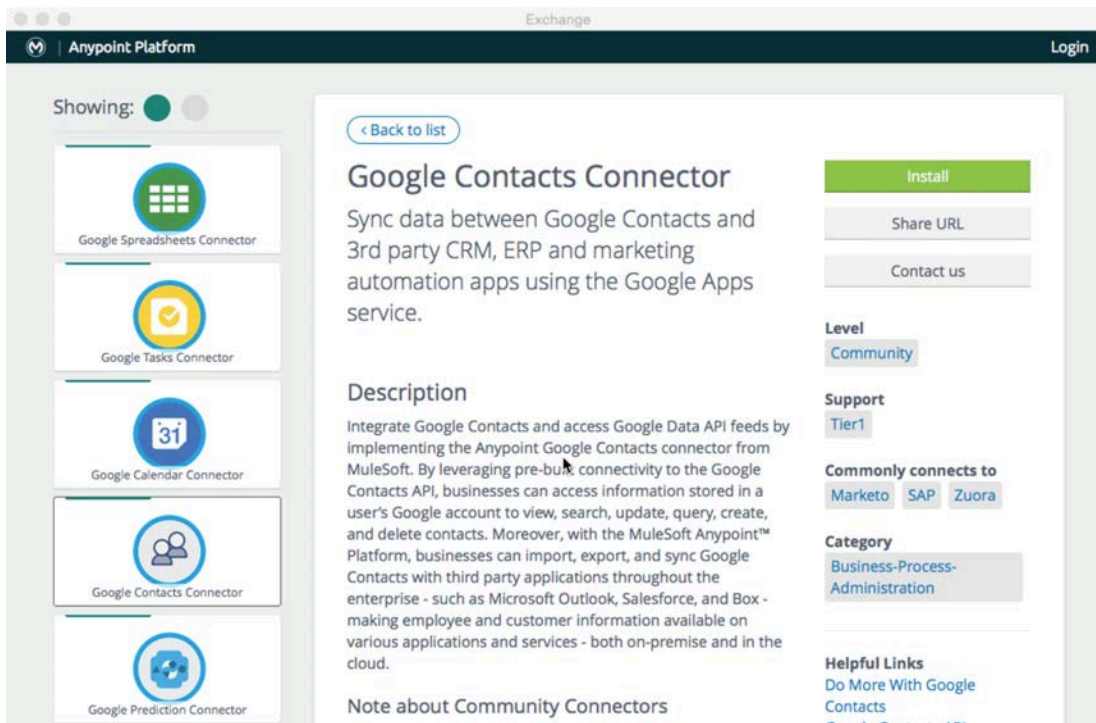 Exchange
Anypoint Platform
Login
Showing:
Google Spreadsheets Connector
Google Tasks Connector
31
Google Calendar Connector
Google Contacts Connector
Google Prediction Connector
< Back to list
Google Contacts Connector
Sync data between Google Contacts and
3rd party CRM, ERP and marketing
automation apps using the Google Apps
service.
Description
Integrate Google Contacts and access Google Data API feeds by
implementing the Anypoint Google Contacts connector from
MuleSoft. By leveraging pre-built connectivity to the Google
Contacts API, businesses can access information stored in a
user's Google account to view, search, update, query, create,
and delete contacts. Moreover, with the MuleSoft Anypoint™
Platform, businesses can import, export, and sync Google
Contacts with third party applications throughout the
enterprise - such as Microsoft Outlook, Salesforce, and Box -
making employee and customer information available on
various applications and services - both on-premise and in the
cloud.
Note about Community Connectors
Install
Share URL
Contact us
Level
Community
Support
Tier1
Commonly connects to
Marketo SAP Zuora
Category
Business-Process-
Administration
Helpful Links
Do More With Google
Contacts